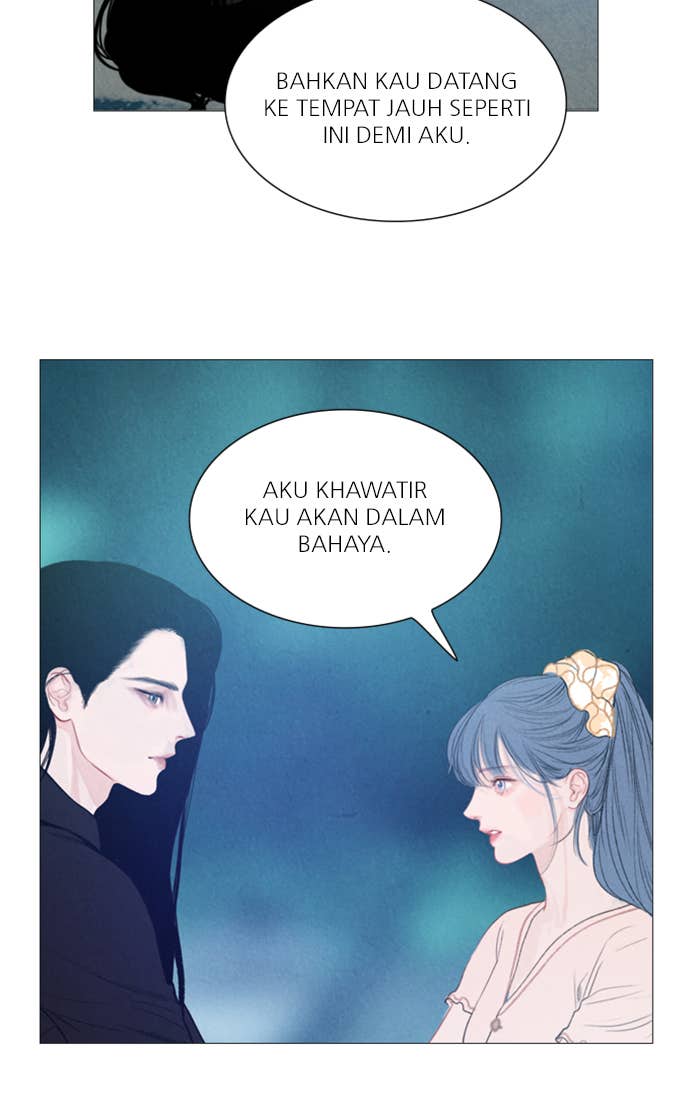 BAHKAN KAU DATANG
KE TEMPAT JAUH SEPERTI
INI DEMI AKU.
AKU KHAWATIR
KAU AKAN DALAM
BAHAYA.